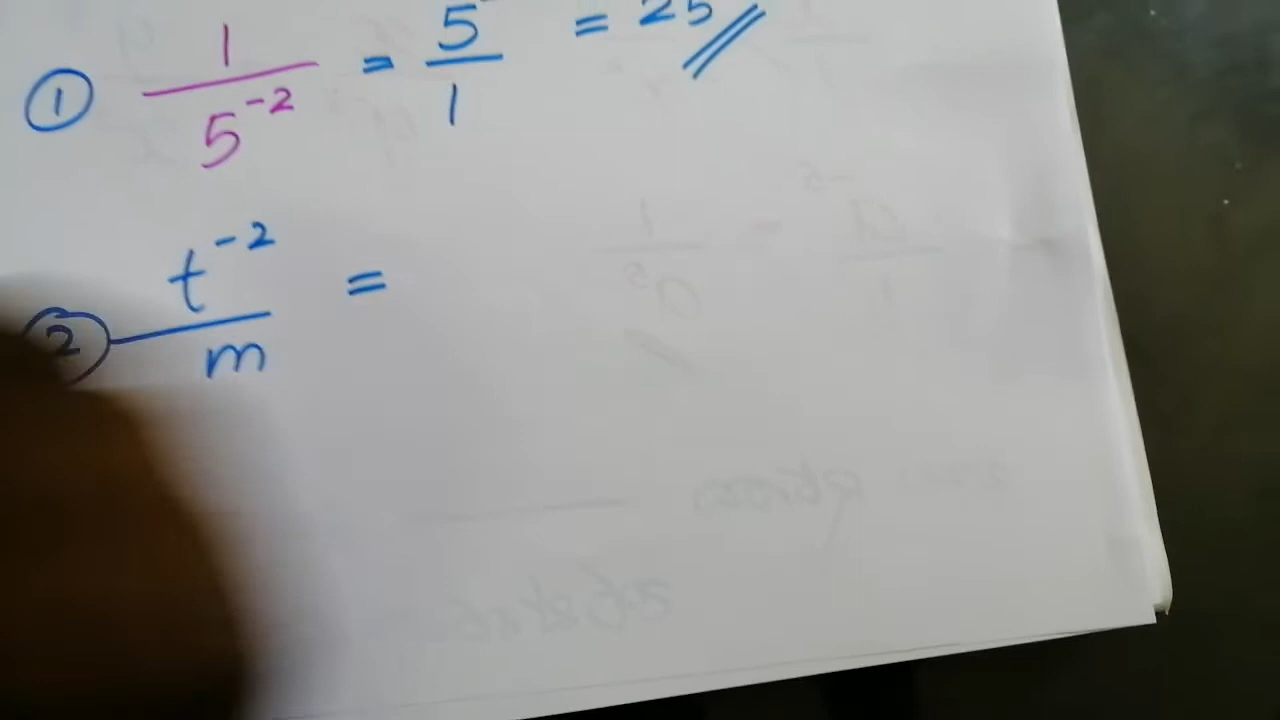 ① 1 / 5⁻² = 5 / 1 = 25 //
② t⁻² / m =